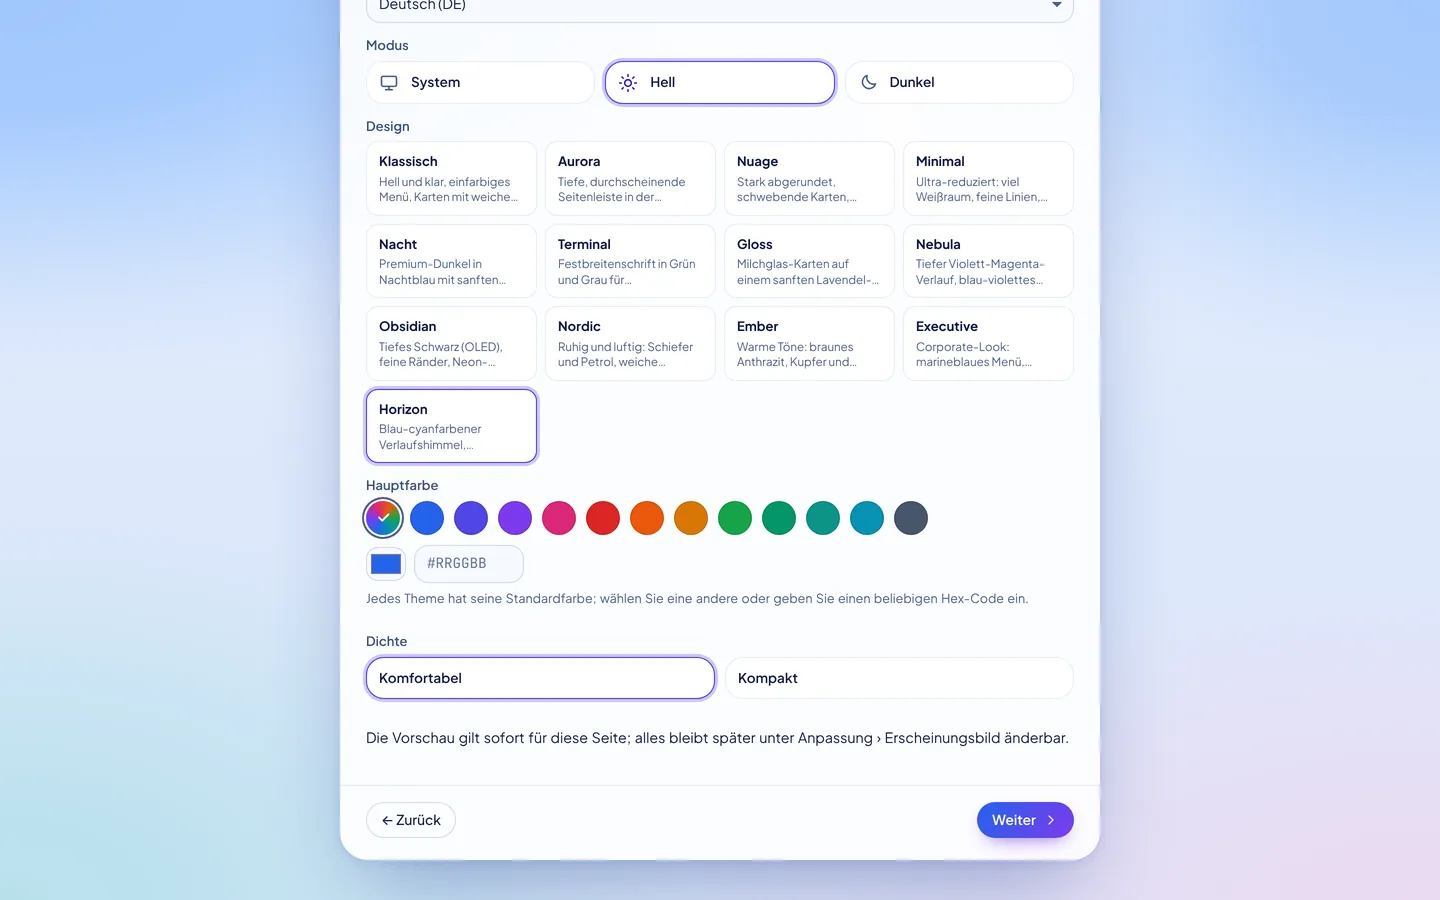 Deutsch (DE)
Modus
System
Hell
Dunkel
Design
Klassisch
Hell und klar, einfarbiges
Menü, Karten mit weiche…
Aurora
Tiefe, durchscheinende
Seitenleiste in der…
Nuage
Stark abgerundet,
schwebende Karten,…
Minimal
Ultra-reduziert: viel
Weißraum, feine Linien,…
Nacht
Premium-Dunkel in
Nachtblau mit sanften…
Terminal
Festbreitenschrift in Grün
und Grau für…
Gloss
Milchglas-Karten auf
einem sanften Lavendel-…
Nebula
Tiefer Violett-Magenta-
Verlauf, blau-violettes…
Obsidian
Tiefes Schwarz (OLED),
feine Ränder, Neon-…
Nordic
Ruhig und luftig: Schiefer
und Petrol, weiche…
Ember
Warme Töne: braunes
Anthrazit, Kupfer und…
Executive
Corporate-Look:
marineblaues Menü,…
Horizon
Blau-cyanfarbener
Verlaufshimmel,…
Hauptfarbe
#RRGGBB
Jedes Theme hat seine Standardfarbe; wählen Sie eine andere oder geben Sie einen beliebigen Hex-Code ein.
Dichte
Komfortabel
Kompakt
Die Vorschau gilt sofort für diese Seite; alles bleibt später unter Anpassung › Erscheinungsbild änderbar.
← Zurück
Weiter